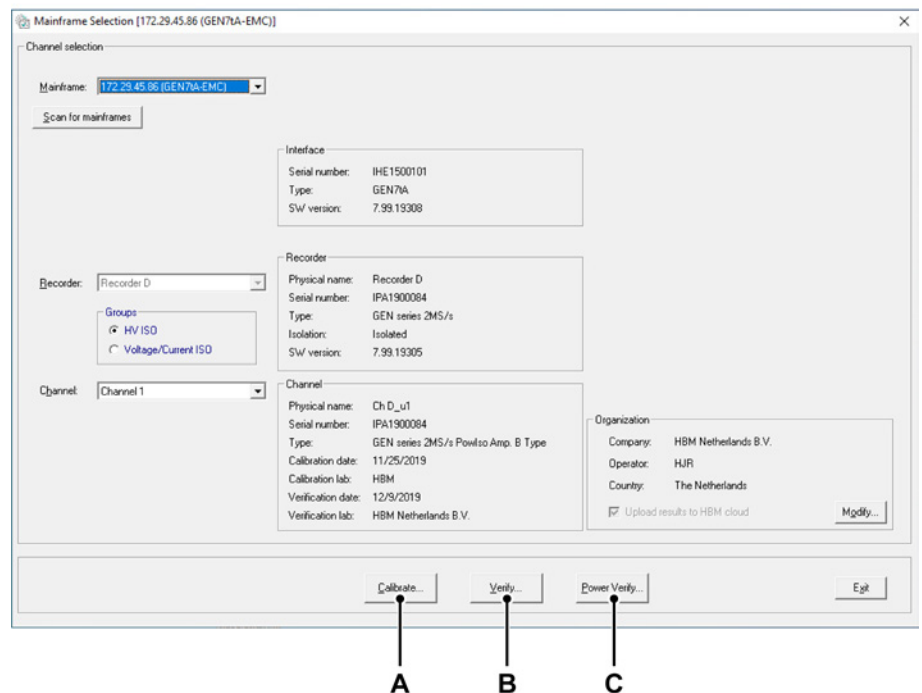 Mainframe Selection [172.29.45.86 (GEN7tA-EMC)]
Channel selection
Mainframe: 172.29.45.86 (GEN7tA-EMC)
Scan for mainframes
Interface
Serial number: IHE1500101
Type: GEN7tA
SW version: 7.99.19308
Recorder: Recorder D
Groups
HV ISO
Voltage/Current ISO
Recorder
Physical name: Recorder D
Serial number: IPA1900084
Type: GEN series 2MS/s
Isolation: Isolated
SW version: 7.99.19305
Channel: Channel 1
Channel
Physical name: Ch D_u1
Serial number: IPA1900084
Type: GEN series 2MS/s PowIso Amp. B Type
Calibration date: 11/25/2019
Calibration lab: HBM
Verification date: 12/9/2019
Verification lab: HBM Netherlands B.V.
Organization
Company: HBM Netherlands B.V.
Operator: HJR
Country: The Netherlands
Upload results to HBM cloud
Modify...
Calibrate...
Verify...
Power Verify...
Exit
A
B
C